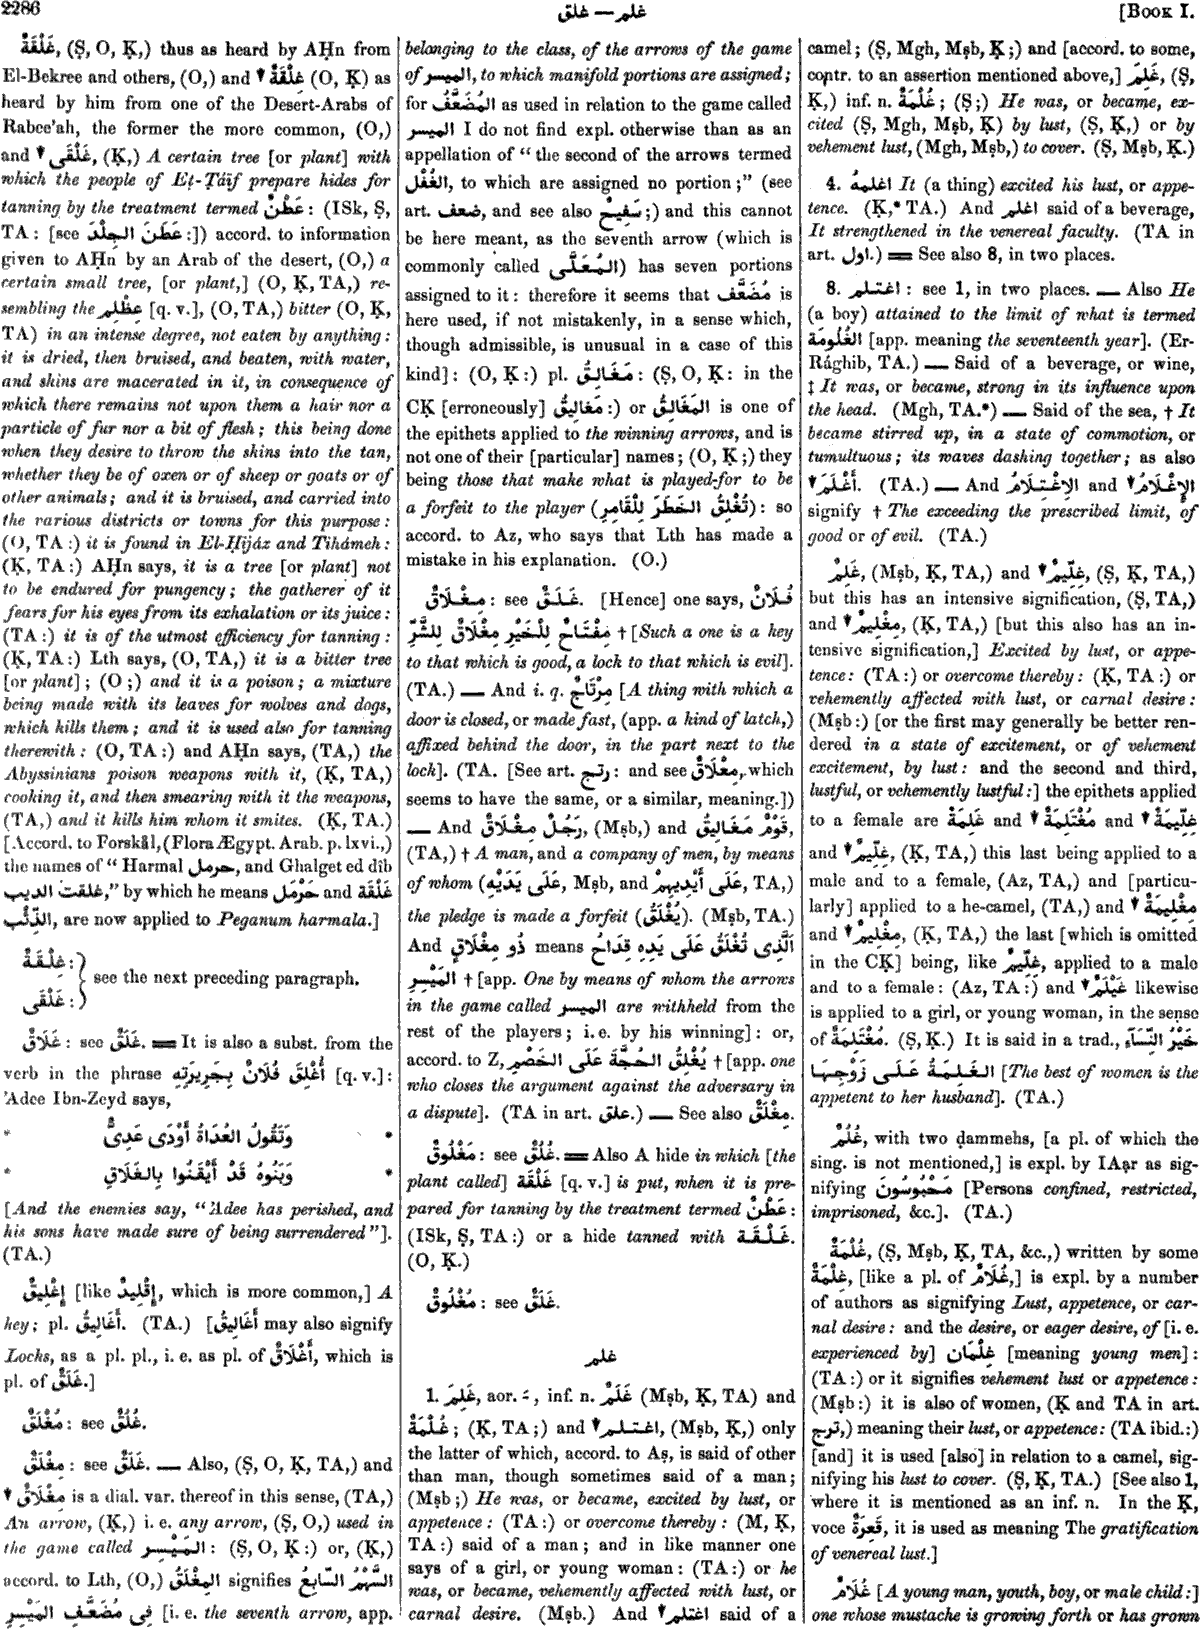 2286
غلم — غلق
[BOOK I.
غَلْقَةٌ, (Ṣ, O, Ḳ,) thus as heard by AḤn from
El-Bekree and others, (O,) and ▼ غِلْقَةٌ (O, Ḳ) as
heard by him from one of the Desert-Arabs of
Rabee'ah, the former the more common, (O,)
and ▼ غَلْقَى, (Ḳ,) A certain tree [or plant] with
which the people of Eṭ-Ṭáïf prepare hides for
tanning by the treatment termed عَطْنٌ: (ISk, Ṣ,
TA: [see عَطَنَ الجِلْدَ:]) accord. to information
given to AḤn by an Arab of the desert, (O,) a
certain small tree, [or plant,] (O, Ḳ, TA,) re-
sembling the عِظْلِم [q. v.], (O, TA,) bitter (O, Ḳ,
TA) in an intense degree, not eaten by anything:
it is dried, then bruised, and beaten, with water,
and skins are macerated in it, in consequence of
which there remains not upon them a hair nor a
particle of fur nor a bit of flesh; this being done
when they desire to throw the skins into the tan,
whether they be of oxen or of sheep or goats or of
other animals; and it is bruised, and carried into
the various districts or towns for this purpose:
(O, TA:) it is found in El-Ḥijáz and Tihámeh:
(Ḳ, TA:) AḤn says, it is a tree [or plant] not
to be endured for pungency; the gatherer of it
fears for his eyes from its exhalation or its juice:
(TA:) it is of the utmost efficiency for tanning:
(Ḳ, TA:) Lth says, (O, TA,) it is a bitter tree
[or plant]; (O;) and it is a poison; a mixture
being made with its leaves for wolves and dogs,
which kills them; and it is used also for tanning
therewith: (O, TA:) and AḤn says, (TA,) the
Abyssinians poison weapons with it, (Ḳ, TA,)
cooking it, and then smearing with it the weapons,
(TA,) and it kills him whom it smites. (Ḳ, TA.)
[Accord. to Forskål, (Flora Ægypt. Arab. p. lxvi.,)
the names of "Harmal حرمل, and Ghalget ed dib
غلقت الديب," by which he means حَرْمَل and غَلْقَة
الذِّئْب, are now applied to Peganum harmala.]
غِلْقَةٌ:
غَلْقَى: } see the next preceding paragraph.
غَلَاقٌ: see غَلَقٌ. ═ It is also a subst. from the
verb in the phrase أُغْلِقَ فُلَانٌ بِجَرِيرَتِهِ [q. v.]:
'Adee Ibn-Zeyd says,
* وَتَقُولُ العُدَاةُ أَوْدَى عَدِىٌّ *
* وَبَنُوهُ قَدْ أَيْقَنُوا بِالغَلَاقِ *
[And the enemies say, "'Adee has perished, and
his sons have made sure of being surrendered"].
(TA.)
إِغْلِيقٌ [like إِقْلِيدٌ, which is more common,] A
key; pl. أَغَالِيقُ. (TA.) [أَغَالِيقُ may also signify
Locks, as a pl. pl., i. e. as pl. of أَغْلَاقٌ, which is
pl. of غَلَقٌ.]
مُغْلَقٌ: see غُلُقٌ.
مِغْلَقٌ: see غَلَقٌ. — Also, (Ṣ, O, Ḳ, TA,) and
▼ مِغْلَاقٌ is a dial. var. thereof in this sense, (TA,)
An arrow, (Ḳ,) i. e. any arrow, (Ṣ, O,) used in
the game called المَيْسِر: (Ṣ, O, Ḳ:) or, (Ḳ,)
accord. to Lth, (O,) المِغْلَقُ signifies السَّهْمُ السَّابِعُ
فِى مُضَعَّفِ المَيْسِرِ [i. e. the seventh arrow, app.
belonging to the class, of the arrows of the game
of الميسر, to which manifold portions are assigned;
for المُضَعَّفُ as used in relation to the game called
الميسر I do not find expl. otherwise than as an
appellation of "the second of the arrows termed
الغُفْل, to which are assigned no portion;" (see
art. ضعف, and see also سَفِيحٌ;) and this cannot
be here meant, as the seventh arrow (which is
commonly called المُعَلَّى) has seven portions
assigned to it: therefore it seems that مُضَعَّف is
here used, if not mistakenly, in a sense which,
though admissible, is unusual in a case of this
kind]: (O, Ḳ:) pl. مَغَالِقُ: (Ṣ, O, Ḳ: in the
CḲ [erroneously] مَغَالِيقُ:) or المَغَالِقُ is one of
the epithets applied to the winning arrows, and is
not one of their [particular] names; (O, Ḳ;) they
being those that make what is played-for to be
a forfeit to the player (تُغْلِقُ الخَطَرَ لِلْقَامِرِ): so
accord. to Az, who says that Lth has made a
mistake in his explanation. (O.)
مِغْلَاقٌ: see غَلَقٌ. [Hence] one says, فُلَانٌ
مِفْتَاحٌ لِلْخَيْرِ مِغْلَاقٌ لِلشَّرِّ † [Such a one is a key
to that which is good, a lock to that which is evil].
(TA.) — And i. q. مِرْتَاجٌ [A thing with which a
door is closed, or made fast, (app. a kind of latch,)
affixed behind the door, in the part next to the
lock]. (TA. [See art. رتج: and see مِعْلَاقٌ, which
seems to have the same, or a similar, meaning.])
— And رَجُلٌ مِغْلَاقٌ, (Mṣb,) and قَوْمٌ مَغَالِيقُ,
(TA,) † A man, and a company of men, by means
of whom (عَلَى يَدَيْهِ, Mṣb, and عَلَى أَيْدِيهِمْ, TA,)
the pledge is made a forfeit (يُغْلَقُ). (Mṣb, TA.)
And ذُو مِغْلَاقٍ means اَلَّذِى تُغْلَقُ عَلَى يَدِهِ قِدَاحُ
المَيْسِرِ † [app. One by means of whom the arrows
in the game called الميسر are withheld from the
rest of the players; i. e. by his winning]: or,
accord. to Z, يُغْلِقُ الحُجَّةَ عَلَى الخَصْمِ † [app. one
who closes the argument against the adversary in
a dispute]. (TA in art. علق.) — See also مِغْلَقٌ.
مَغْلُوقٌ: see غُلُقٌ. ═ Also A hide in which [the
plant called] غَلْقَة [q. v.] is put, when it is pre-
pared for tanning by the treatment termed عَطْنٌ:
(ISk, Ṣ, TA:) or a hide tanned with غَلْقَة.
(O, Ḳ.)
مُغْلُوقٌ: see غَلَقٌ.
غلم
1. غَلِمَ, aor. ـَ, inf. n. غَلَمٌ (Mṣb, Ḳ, TA) and
غُلْمَةٌ; (Ḳ, TA;) and ▼ اغتلم, (Mṣb, Ḳ,) only
the latter of which, accord. to Aṣ, is said of other
than man, though sometimes said of a man;
(Mṣb;) He was, or became, excited by lust, or
appetence: (TA:) or overcome thereby: (M, Ḳ,
TA:) said of a man; and in like manner one
says of a girl, or young woman: (TA:) or he
was, or became, vehemently affected with lust, or
carnal desire. (Mṣb.) And ▼ اغتلم said of a
camel; (Ṣ, Mgh, Mṣb, Ḳ;) and [accord. to some,
contr. to an assertion mentioned above,] غَلِمَ, (Ṣ,
Ḳ,) inf. n. غُلْمَةٌ; (Ṣ;) He was, or became, ex-
cited (Ṣ, Mgh, Mṣb, Ḳ) by lust, (Ṣ, Ḳ,) or by
vehement lust, (Mgh, Mṣb,) to cover. (Ṣ, Mṣb, Ḳ.)
4. اغلمهُ It (a thing) excited his lust, or appe-
tence. (Ḳ,* TA.) And اغلم said of a beverage,
It strengthened in the venereal faculty. (TA in
art. اول.) ═ See also 8, in two places.
8. اغتلم: see 1, in two places. — Also He
(a boy) attained to the limit of what is termed
الغُلُومَة [app. meaning the seventeenth year]. (Er-
Rághib, TA.) — Said of a beverage, or wine,
‡ It was, or became, strong in its influence upon
the head. (Mgh, TA.*) — Said of the sea, † It
became stirred up, in a state of commotion, or
tumultuous; its waves dashing together; as also
▼ أَغْلَمَ. (TA.) — And الاِغْتِلَامُ and ▼ الإِغْلَامُ
signify † The exceeding the prescribed limit, of
good or of evil. (TA.)
غَلِمٌ, (Mṣb, Ḳ, TA,) and ▼ غِلِّيمٌ, (Ṣ, Ḳ, TA,)
but this has an intensive signification, (Ṣ, TA,)
and ▼ مِغْلِيمٌ, (Ḳ, TA,) [but this also has an in-
tensive signification,] Excited by lust, or appe-
tence: (TA:) or overcome thereby: (Ḳ, TA:) or
vehemently affected with lust, or carnal desire:
(Mṣb:) [or the first may generally be better ren-
dered in a state of excitement, or of vehement
excitement, by lust: and the second and third,
lustful, or vehemently lustful:] the epithets applied
to a female are غَلِمَةٌ and ▼ مُغْتَلِمَةٌ and ▼ غِلِّيمَةٌ
and ▼ غِلِّيمٌ, (Ḳ, TA,) this last being applied to a
male and to a female, (Az, TA,) and [particu-
larly] applied to a he-camel, (TA,) and ▼ مِغْلِيمَةٌ
and ▼ مِغْلِيمٌ, (Ḳ, TA,) the last [which is omitted
in the CḲ] being, like غِلِّيمٌ, applied to a male
and to a female: (Az, TA:) and ▼ غَيْلَمٌ likewise
is applied to a girl, or young woman, in the sense
of ▼ مُغْتَلِمَةٌ. (Ṣ, Ḳ.) It is said in a trad., خَيْرُ النِّسَآءِ
الغَلِمَةُ عَلَى زَوْجِهَا [The best of women is the
appetent to her husband]. (TA.)
غُلُمٌ, with two ḍammehs, [a pl. of which the
sing. is not mentioned,] is expl. by IAạr as sig-
nifying مَحْبُوسُونَ [Persons confined, restricted,
imprisoned, &c.]. (TA.)
غُلْمَةٌ, (Ṣ, Mṣb, Ḳ, TA, &c.,) written by some
غِلْمَةٌ, [like a pl. of غُلَامٌ,] is expl. by a number
of authors as signifying Lust, appetence, or car-
nal desire: and the desire, or eager desire, of [i. e.
experienced by] غِلْمَان [meaning young men]:
(TA:) or it signifies vehement lust or appetence:
(Mṣb:) it is also of women, (Ḳ and TA in art.
ترج,) meaning their lust, or appetence: (TA ibid.:)
[and] it is used [also] in relation to a camel, sig-
nifying his lust to cover. (Ṣ, Ḳ, TA.) [See also 1,
where it is mentioned as an inf. n. In the Ḳ,
voce قَعِرَةٌ, it is used as meaning The gratification
of venereal lust.]
غُلَامٌ [A young man, youth, boy, or male child:]
one whose mustache is growing forth or has grown